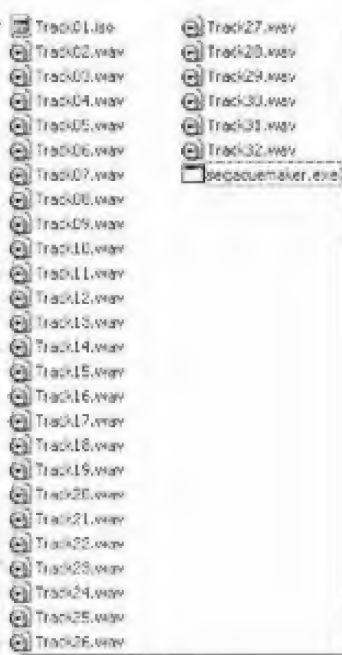 Track01.iso
Track02.wav
Track03.wav
Track04.wav
Track05.wav
Track06.wav
Track07.wav
Track08.wav
Track09.wav
Track10.wav
Track11.wav
Track12.wav
Track13.wav
Track14.wav
Track15.wav
Track16.wav
Track17.wav
Track18.wav
Track19.wav
Track20.wav
Track21.wav
Track22.wav
Track23.wav
Track24.wav
Track25.wav
Track26.wav
Track27.wav
Track28.wav
Track29.wav
Track30.wav
Track31.wav
Track32.wav
segacuemaker.exe